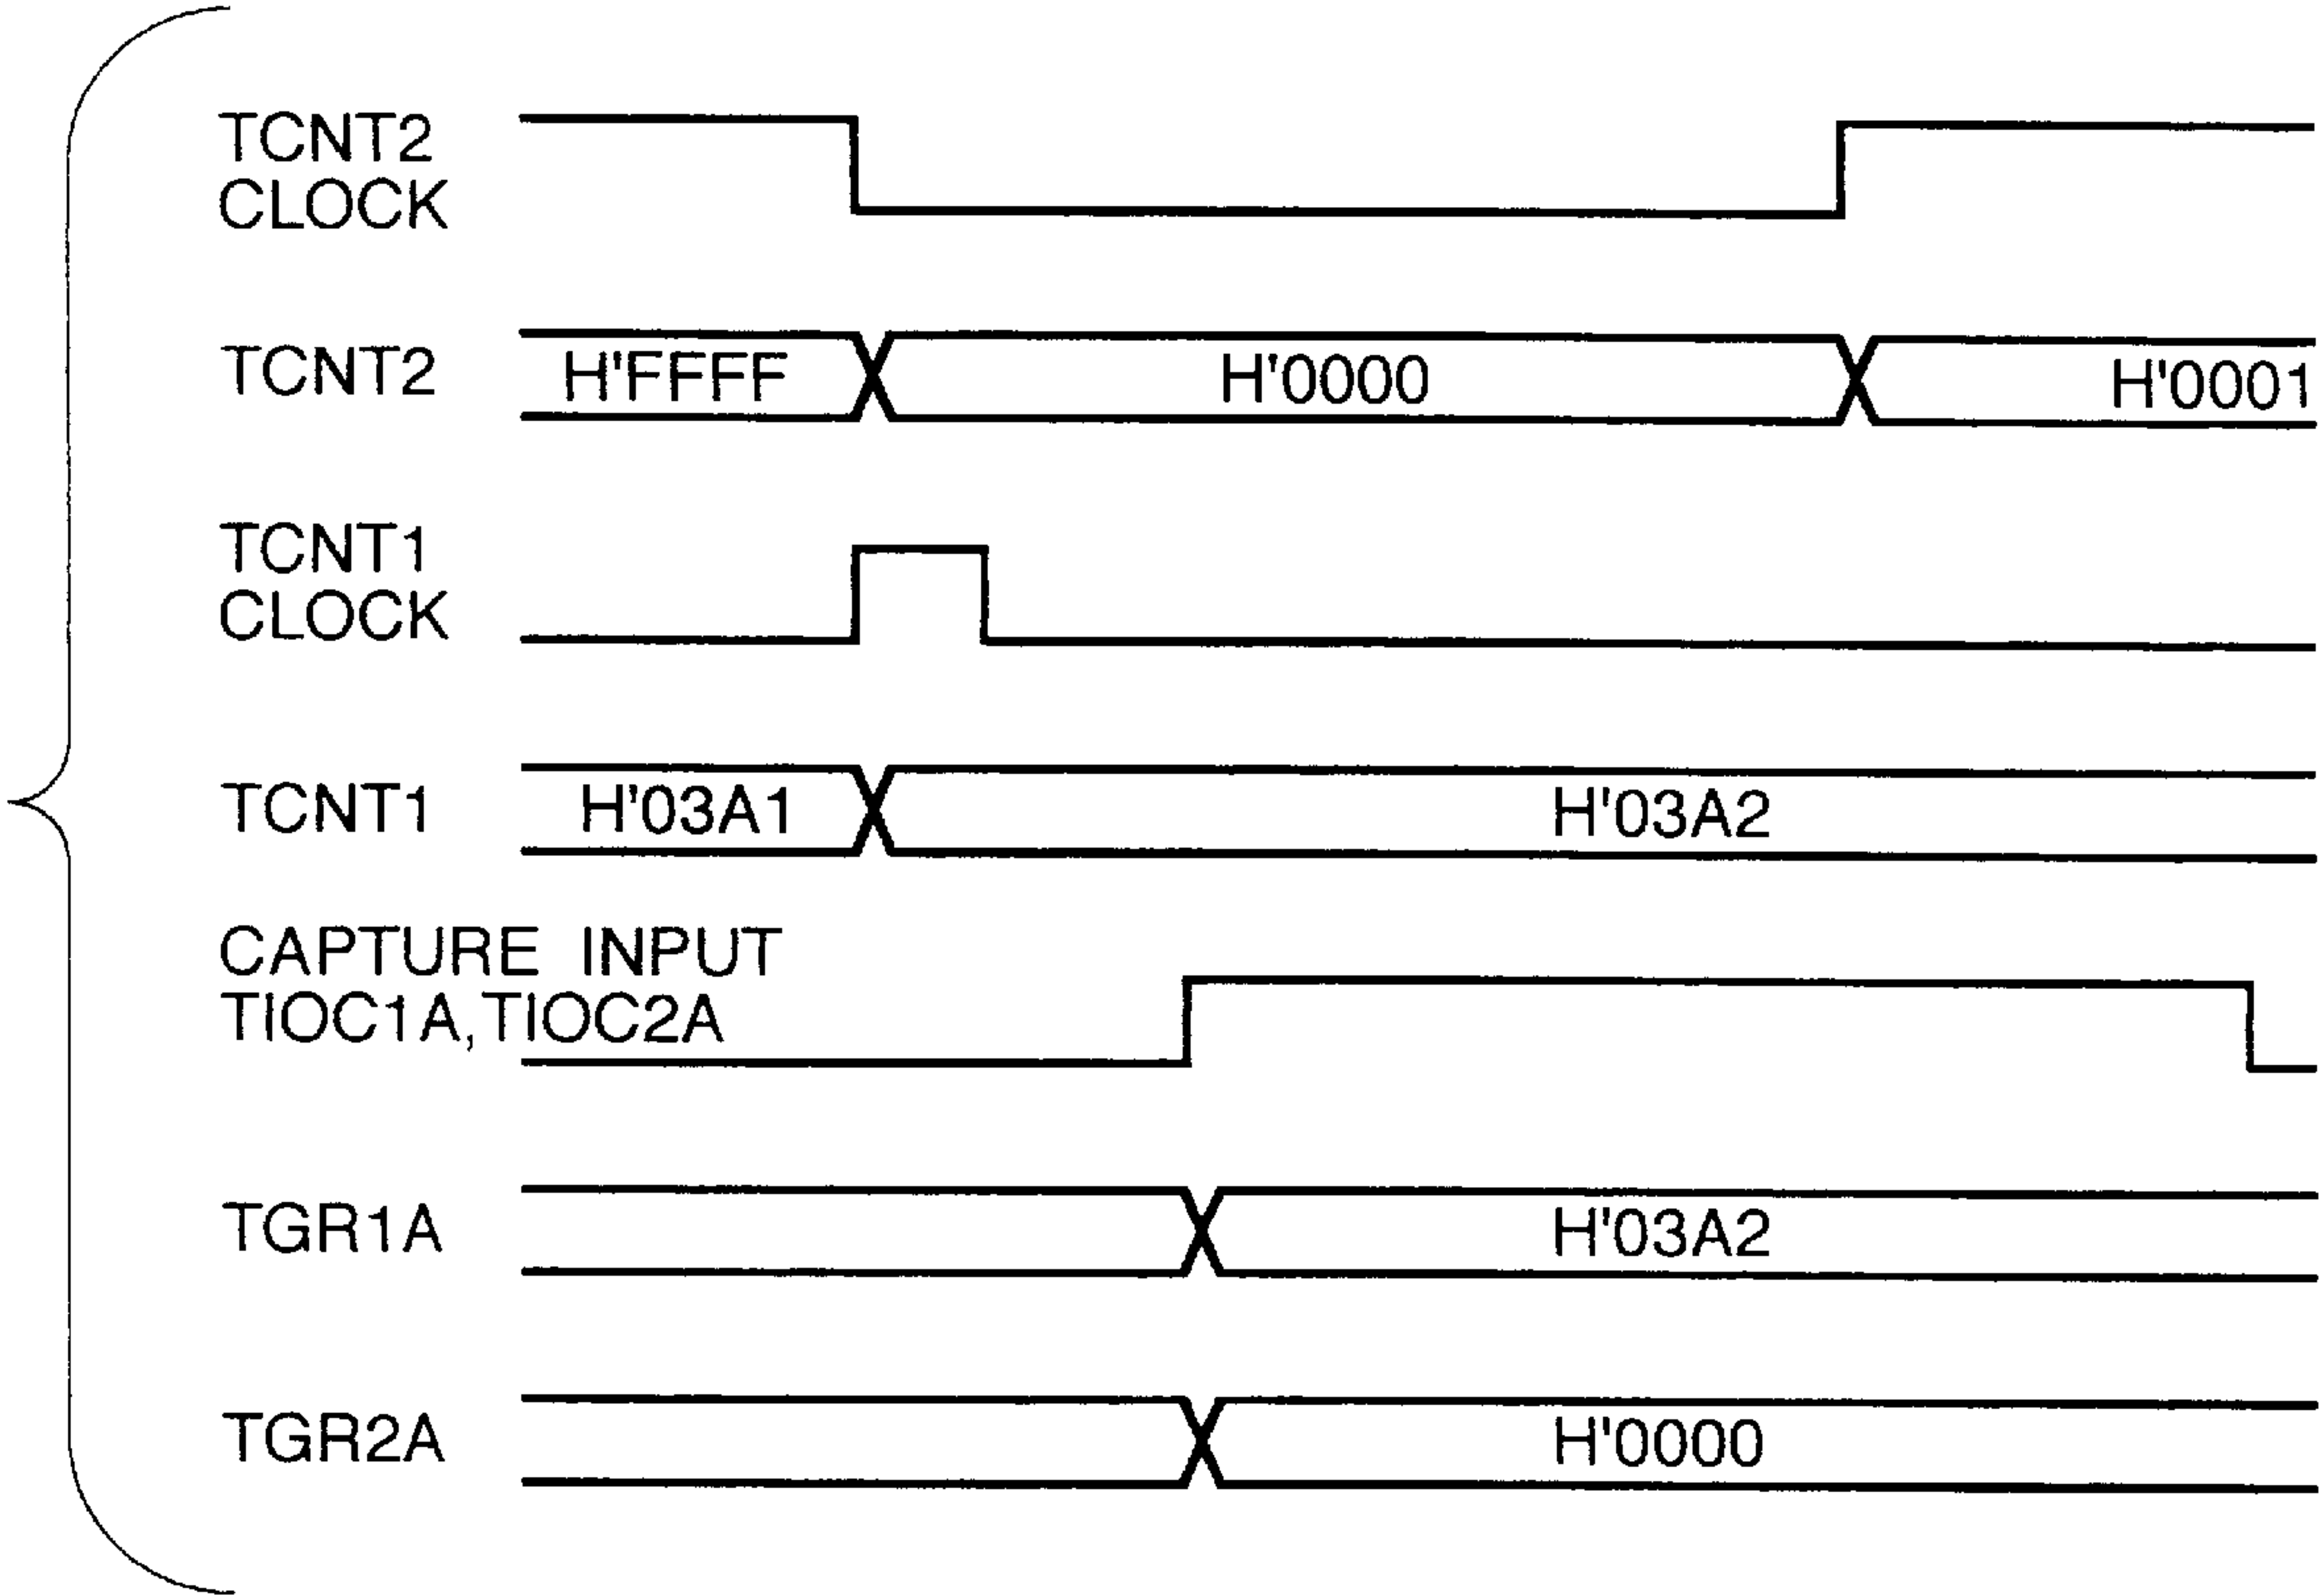 TCNT2
CLOCK
TCNT2
H'FFFF
H'0000
H'0001
TCNT1
CLOCK
TCNT1
H'03A1
H'03A2
CAPTURE INPUT
TIOC1A,TIOC2A
TGR1A
H'03A2
TGR2A
H'0000